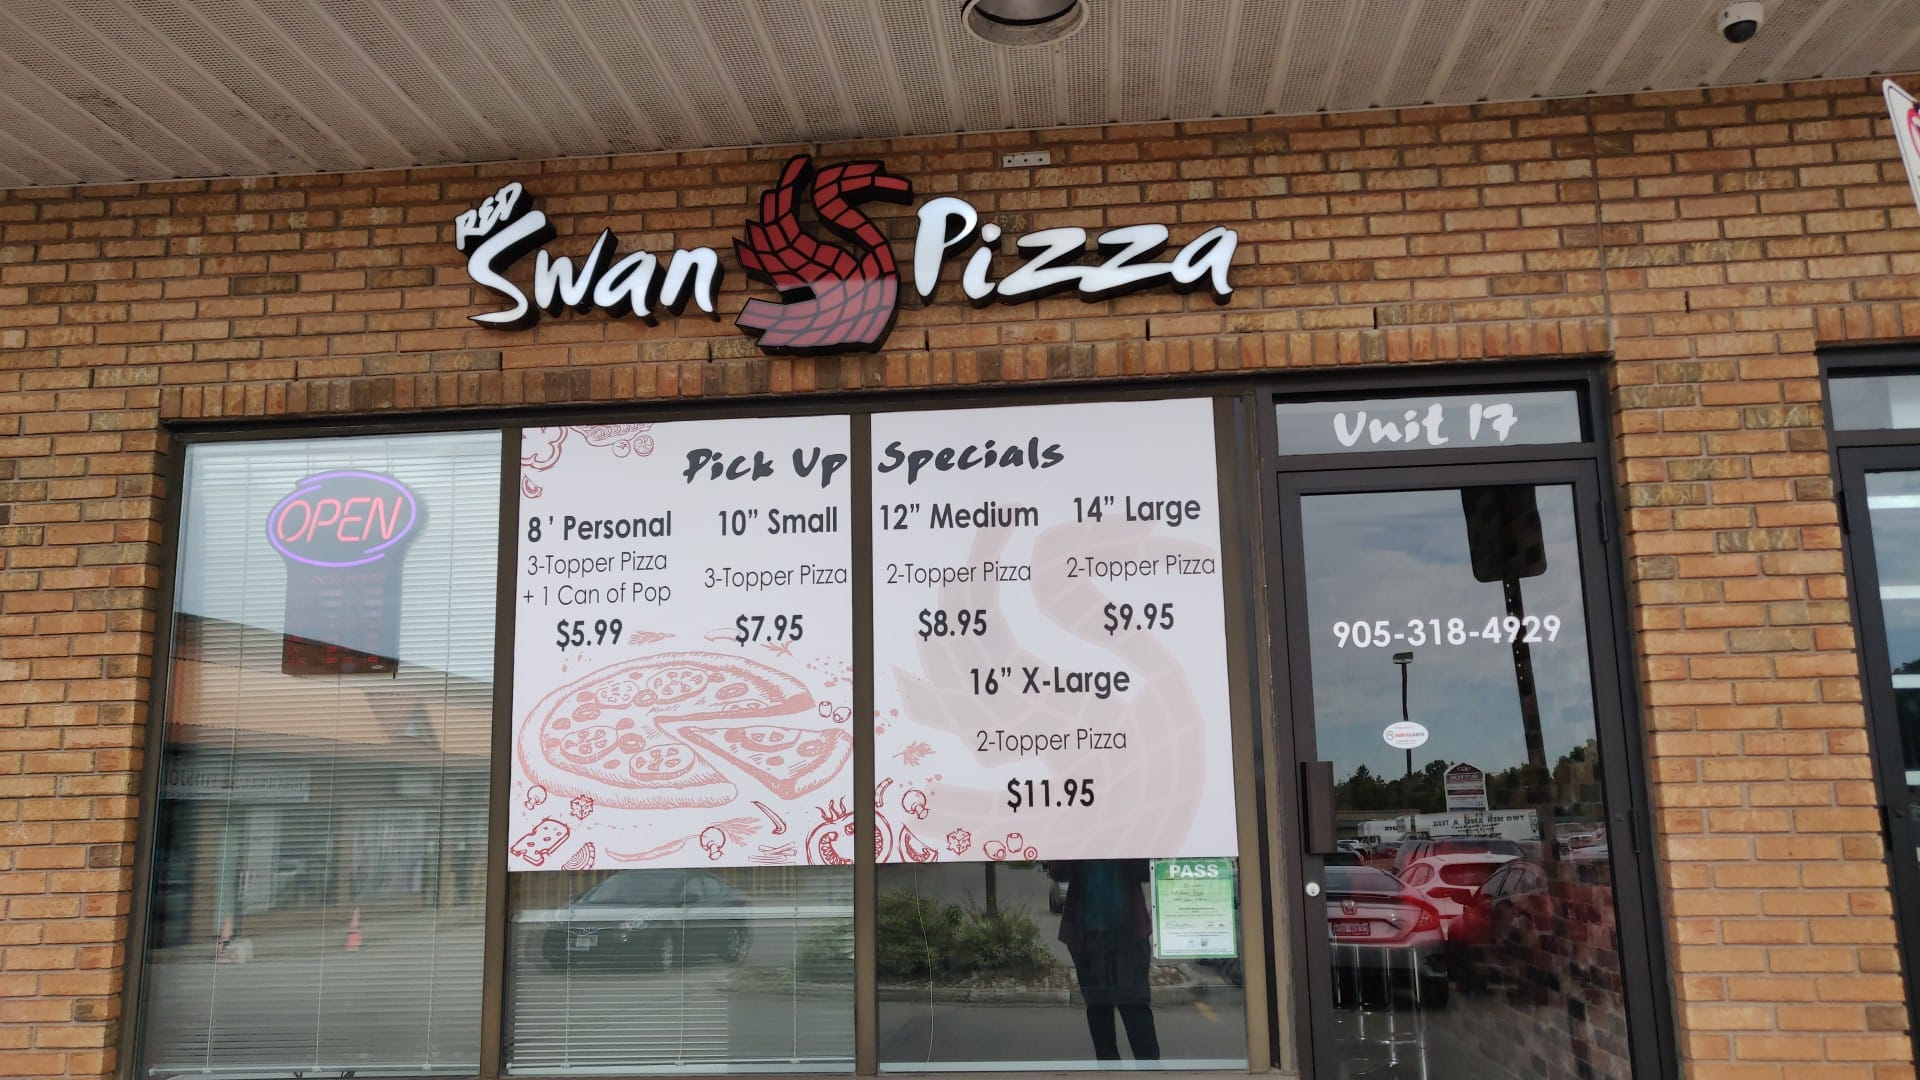 RED
Swan Pizza
Unit 17
OPEN
Pick Up Specials
8' Personal
3-Topper Pizza
+ 1 Can of Pop
$5.99
10" Small
3-Topper Pizza
$7.95
12" Medium
2-Topper Pizza
$8.95
14" Large
2-Topper Pizza
$9.95
16" X-Large
2-Topper Pizza
$11.95
905-318-4929
PASS